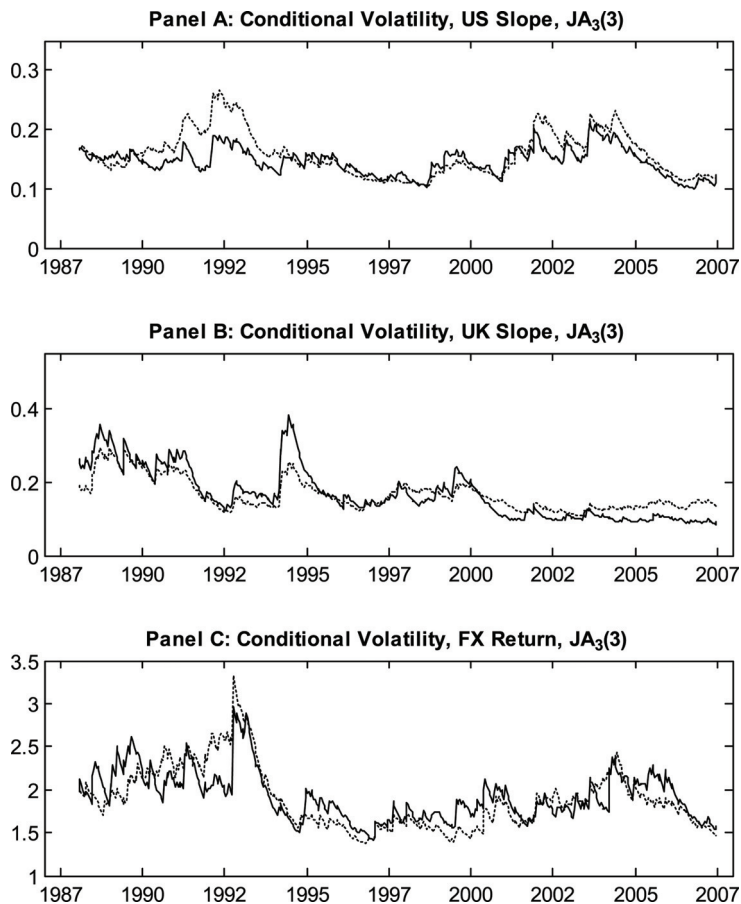 Panel A: Conditional Volatility, US Slope, JA₃(3)
0.3
0.2
0.1
0
1987 1990 1992 1995 1997 2000 2002 2005 2007
Panel B: Conditional Volatility, UK Slope, JA₃(3)
0.4
0.2
0
1987 1990 1992 1995 1997 2000 2002 2005 2007
Panel C: Conditional Volatility, FX Return, JA₃(3)
3.5
3
2.5
2
1.5
1
1987 1990 1992 1995 1997 2000 2002 2005 2007